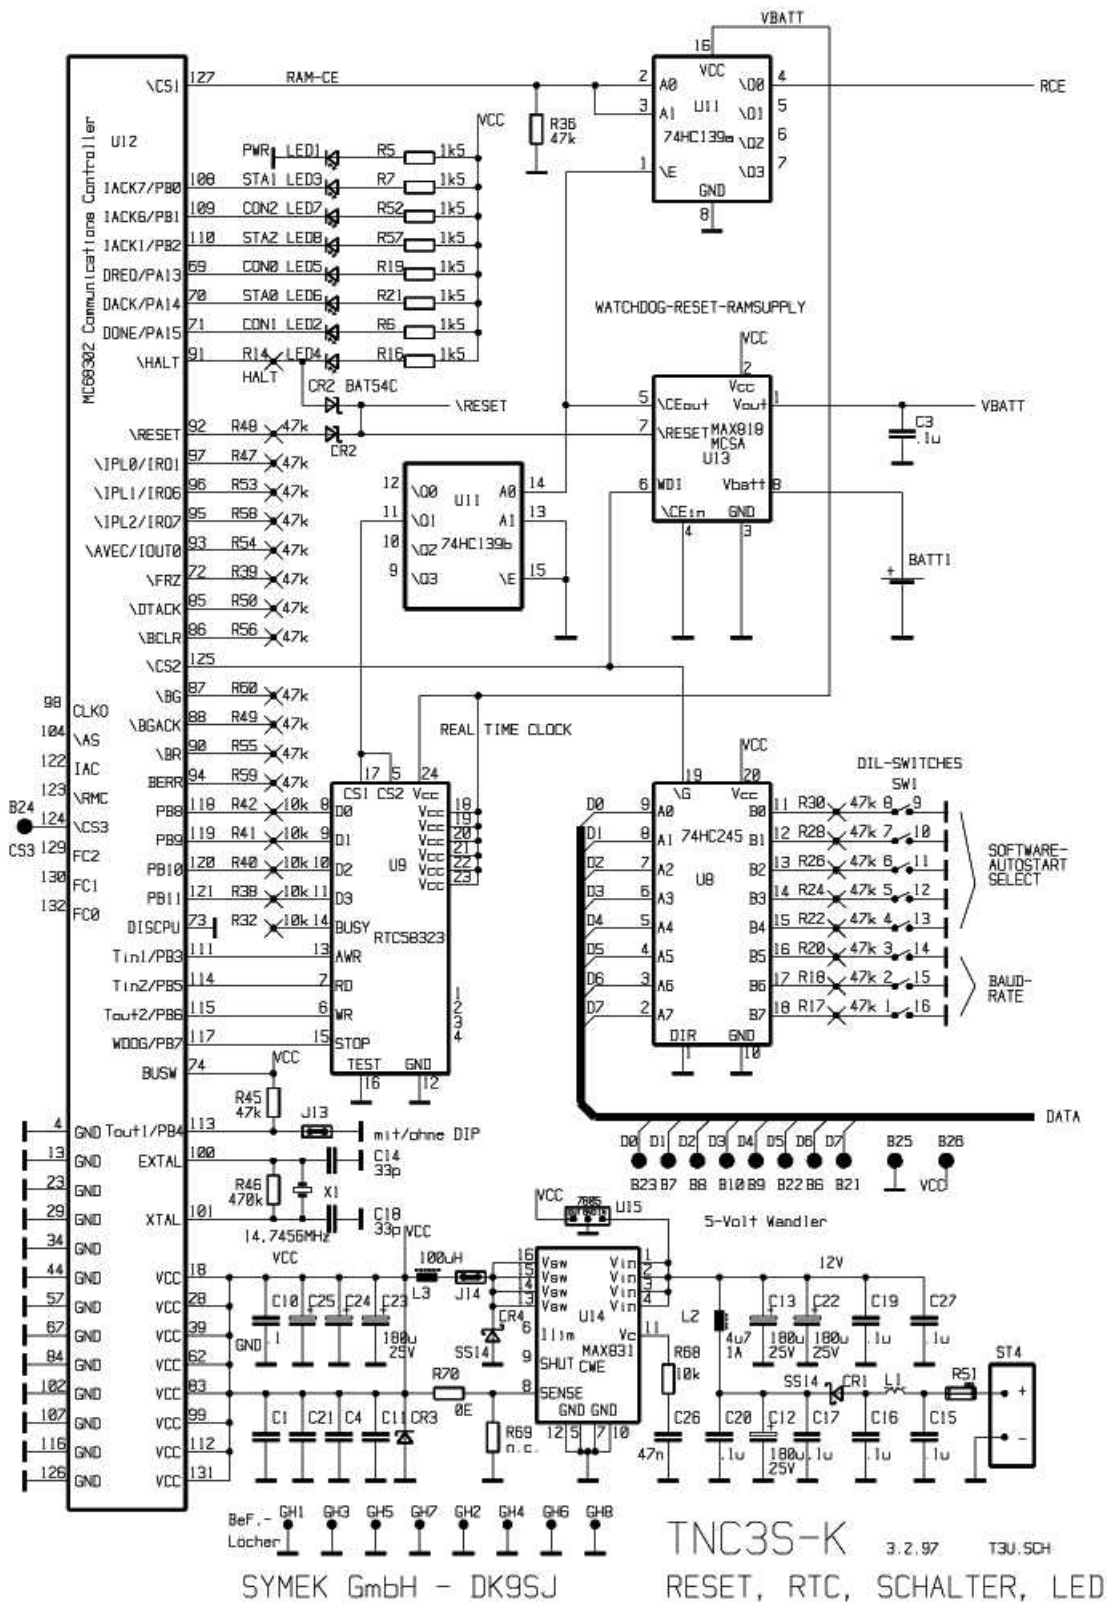 VBATT
16
VCC
\CS1 127 RAM-CE 2 A0 \O0 4 RCE
3 A1 U11 \O1 5
R36 47k 74HC139a \O2 6
1 \E \O3 7
GND
8
U12
MC68302 Communications Controller
VCC
PWR LED1 R5 1k5
IACK7/PB0 108 STA1 LED3 R7 1k5
IACK6/PB1 109 CON2 LED7 R52 1k5
IACK1/PB2 110 STA2 LED8 R57 1k5
DREQ/PA13 69 CON0 LED5 R19 1k5
DACK/PA14 70 STA0 LED6 R21 1k5
DONE/PA15 71 CON1 LED2 R6 1k5
\HALT 91 R14 LED4 R16 1k5
HALT
CR2 BAT54C
\RESET
WATCHDOG-RESET-RAMSUPPLY
VCC
2
Vcc
5 \CEout Vout 1 VBATT
7 \RESET MAX818
MCSA
U13
6 WDI Vbatt 8
\CEin GND
4 3
C3
.1u
BATT1
+
\RESET 92 R48 47k
CR2
\IPL0/IRQ1 97 R47 47k
\IPL1/IRQ6 96 R53 47k
\IPL2/IRQ7 95 R58 47k
\AVEC/IOUT0 93 R54 47k
\FRZ 72 R39 47k
\DTACK 85 R50 47k
\BCLR 86 R56 47k
\CS2 125
\BG 87 R60 47k
\BGACK 88 R49 47k
\BR 90 R55 47k
BERR 94 R59 47k
12 \O0 U11 A0 14
11 \O1 A1 13
10 \O2 74HC139b
9 \O3 \E 15
98 CLKO
104 \AS
122 IAC
123 \RMC
B24
124 \CS3
CS3
129 FC2
130 FC1
132 FC0
REAL TIME CLOCK
17 5 24
CS1 CS2 Vcc
PB8 118 R42 10k 8 D0 Vcc 18
PB9 119 R41 10k 9 D1 Vcc 19
PB10 120 R40 10k 10 D2 Vcc 20
PB11 121 R38 10k 11 D3 Vcc 21
DISCPU 73 R32 10k 14 BUSY Vcc 22
Vcc 23
U9
RTC58323
Tin1/PB3 111 13 AWR
Tin2/PB5 114 7 RD 1
Tout2/PB6 115 6 WR 2
3
WDOG/PB7 117 15 STOP 4
TEST GND
16 12
BUSW 74 VCC
R45
47k
J13
Tout1/PB4 113 mit/ohne DIP
EXTAL 100 C14
33p
R46
470k
X1
XTAL 101 C18
33p
14,7456MHz
VCC
19 20
\G Vcc
DIL-SWITCHES
SW1
D0 9 A0 B0 11 R30 47k 8 9
D1 8 A1 74HC245 B1 12 R28 47k 7 10
D2 7 A2 B2 13 R26 47k 6 11
U8
D3 6 A3 B3 14 R24 47k 5 12
D4 5 A4 B4 15 R22 47k 4 13
D5 4 A5 B5 16 R20 47k 3 14
D6 3 A6 B6 17 R18 47k 2 15
D7 2 A7 B7 18 R17 47k 1 16
DIR GND
1 10
SOFTWARE-
AUTOSTART
SELECT
BAUD-
RATE
DATA
D0 D1 D2 D3 D4 D5 D6 D7 B25 B26
B23 B7 B8 B10 B9 B22 B6 B21 VCC
4 GND
13 GND
23 GND
29 GND
34 GND
44 GND
57 GND
67 GND
84 GND
102 GND
107 GND
116 GND
126 GND
VCC
VCC 18
VCC 28
VCC 39
VCC 62
VCC 83
VCC 99
VCC 112
VCC 131
C10 C25 C24 C23
GND .1 180u
25V
C1 C21 C4 C11 CR3
VCC
100uH
L3 J14
CR4
SS14
R70
0E
R69
n.c.
VCC 7805 U15
5-Volt Wandler
16 Vsw Vin 1
15 Vsw Vin 2
14 Vsw Vin 3
13 Vsw Vin 4
6 Ilim U14 Vc 11
9 SHUT MAX831
CWE
8 SENSE
GND GND
12 5 7 10
12V
L2 C13 C22 C19 C27
4u7 180u 180u .1u .1u
1A 25V 25V
R68
10k
SS14 CR1 L1 R51 ST4
+
-
C26 C20 C12 C17 C16 C15
47n .1u 180u .1u .1u .1u
25V
BeF.-
Löcher
GH1 GH3 GH5 GH7 GH2 GH4 GH6 GH8
TNC3S-K 3.2.97 T3U.SCH
SYMEK GmbH - DK9SJ RESET, RTC, SCHALTER, LED